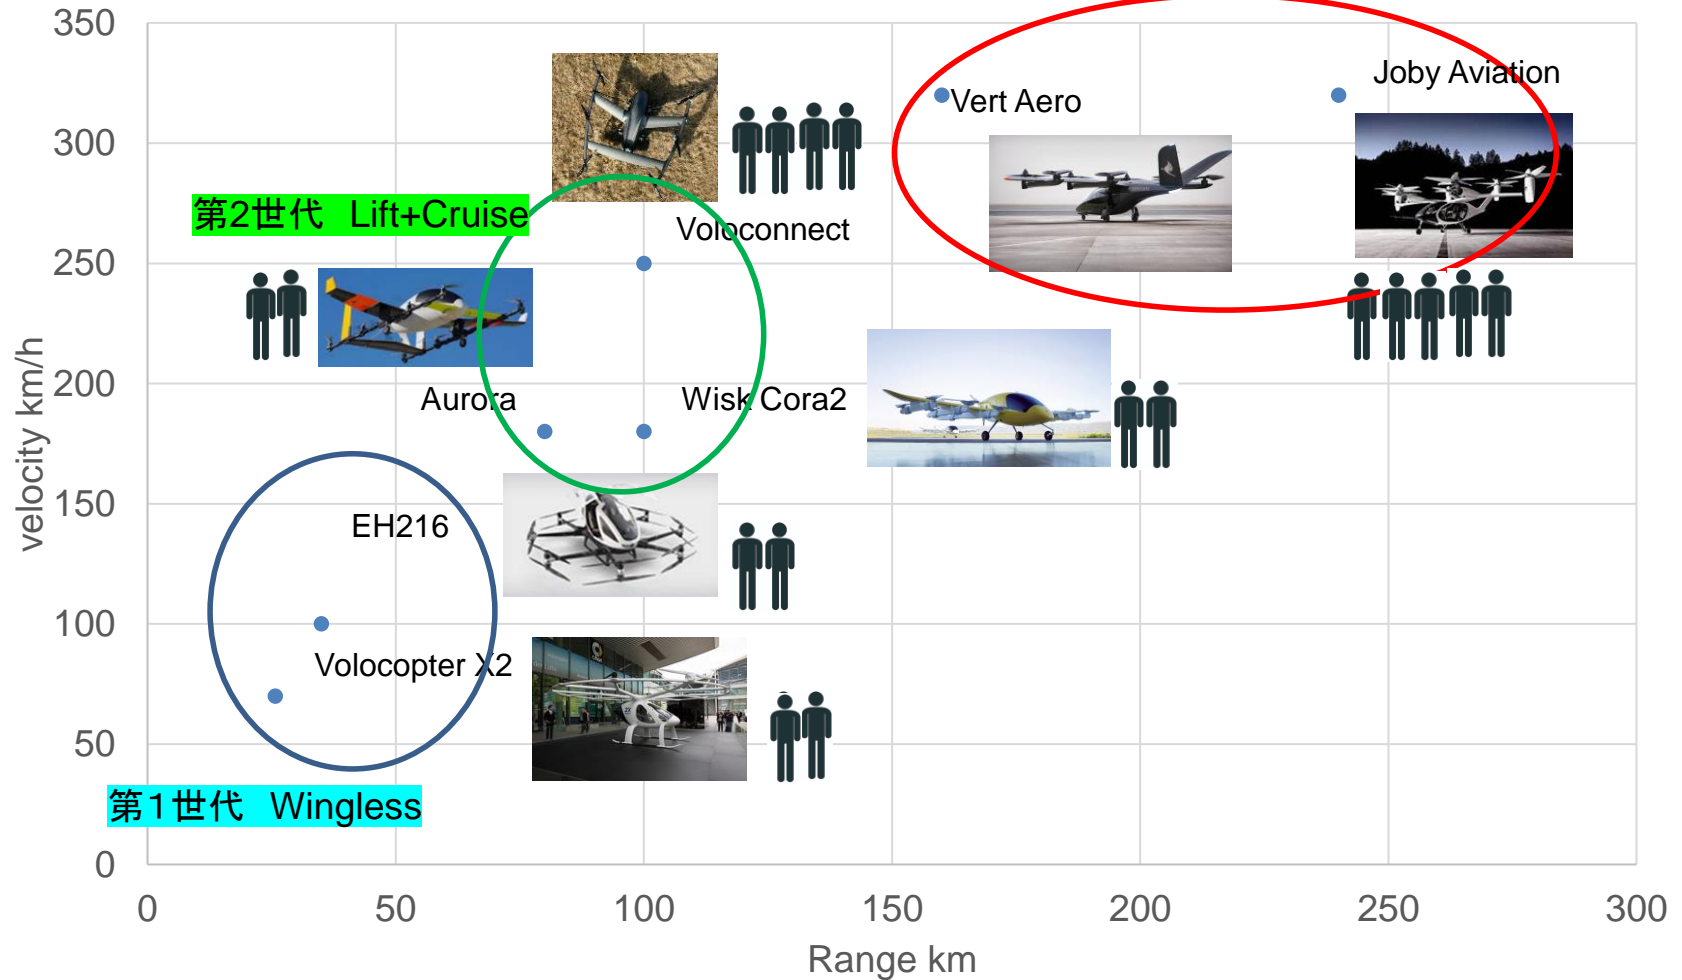 350
300
250
200
150
100
50
0
velocity km/h
Joby Aviation
Vert Aero
第2世代　Lift+Cruise
Voloconnect
Aurora
Wisk Cora2
EH216
Volocopter X2
第1世代　Wingless
0
50
100
150
200
250
300
Range km